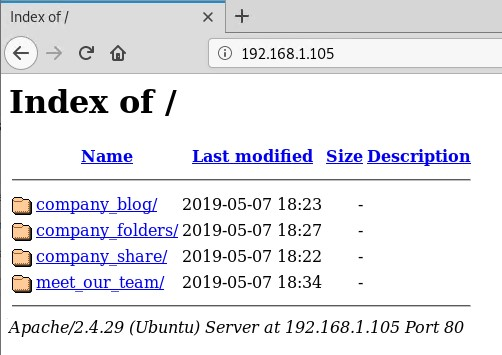 Index of /
192.168.1.105
Index of /
Name Last modified Size Description
company_blog/ 2019-05-07 18:23 -
company_folders/ 2019-05-07 18:27 -
company_share/ 2019-05-07 18:22 -
meet_our_team/ 2019-05-07 18:34 -
Apache/2.4.29 (Ubuntu) Server at 192.168.1.105 Port 80